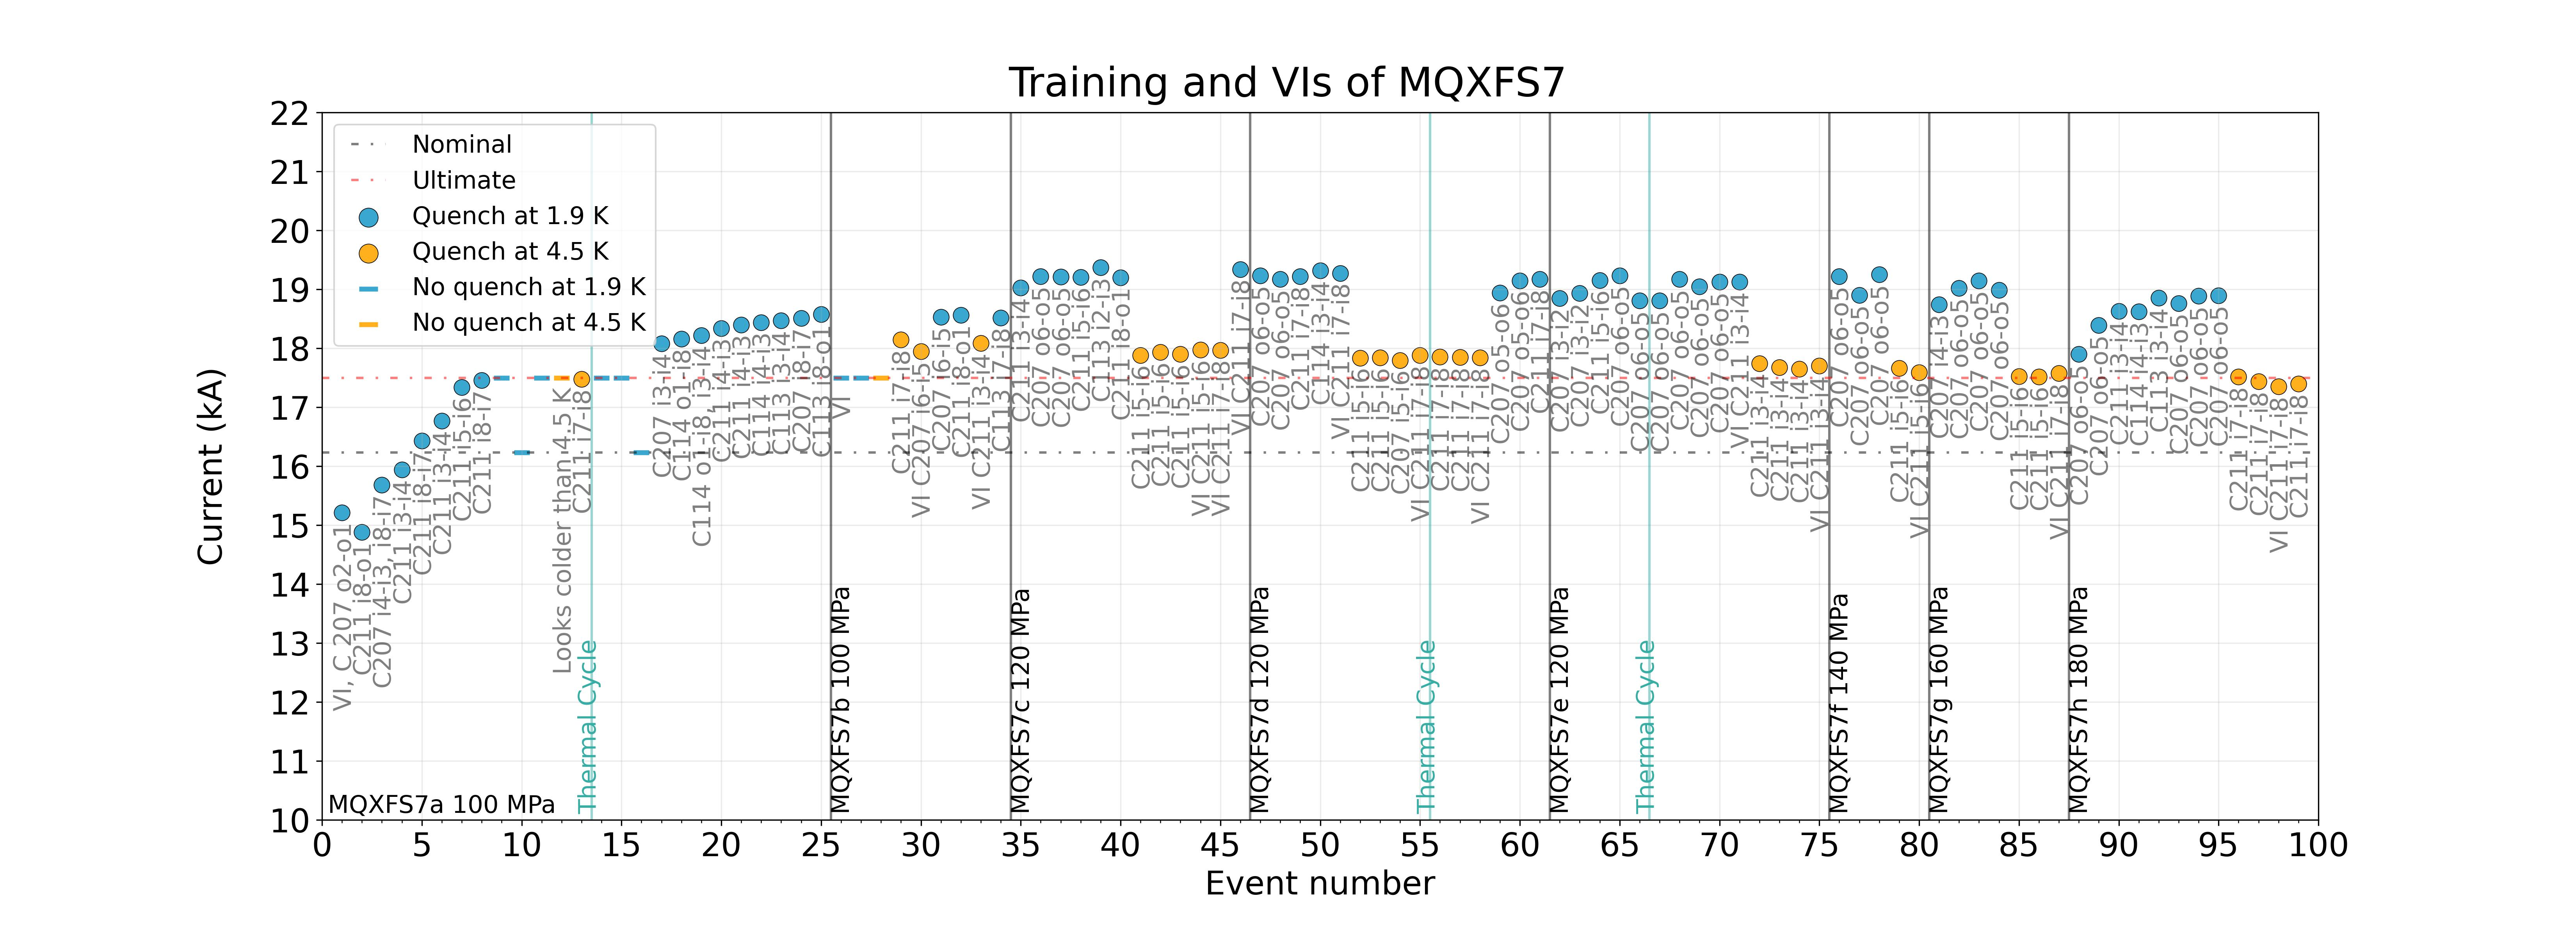 Training and VIs of MQXFS7
Current (kA)
22
21
20
19
18
17
16
15
14
13
12
11
10
Nominal
Ultimate
Quench at 1.9 K
Quench at 4.5 K
No quench at 1.9 K
No quench at 4.5 K
VI, C 207 o2-o1
C211 i8-o1
C207 i4-i3, i8-i7
C211 i3-i4
C211 i8-i7
C211 i3-i4
C211 i5-i6
C211 i8-i7
Looks colder than 4.5 K
C211 i7-i8
C207 i3-i4
C114 o1-i8
C114 o1-i8, i3-i4
C211 i4-i3
C211 i4-i3
C114 i4-i3
C113 i3-i4
C207 i8-i7
C113 i8-o1
VI
C211 i7-i8
VI C207 i6-i5
C207 i6-i5
C211 i8-o1
VI C211 i3-i4
C113 i7-i8
C211 i3-i4
C207 o6-o5
C207 o6-o5
C211 i5-i6
C113 i2-i3
C211 i8-o1
C211 i5-i6
C211 i5-i6
C211 i5-i6
VI C211 i5-i6
VI C211 i7-i8
VI C211 i7-i8
C207 o6-o5
C207 o6-o5
C211 i7-i8
C114 i3-i4
VI C211 i7-i8
C211 i5-i6
C211 i5-i6
C207 i5-i6
VI C211 i7-i8
C211 i7-i8
C211 i7-i8
VI C211 i7-i8
C207 o5-o6
C207 o5-o6
C211 i7-i8
C207 i3-i2
C207 i3-i2
C211 i5-i6
C207 o6-o5
C207 o6-o5
C207 o6-o5
C207 o6-o5
C207 o6-o5
C207 o6-o5
VI C211 i3-i4
C211 i3-i4
C211 i3-i4
C211 i3-i4
VI C211 i3-i4
C207 o6-o5
C207 o6-o5
C207 o6-o5
C211 i5-i6
VI C211 i5-i6
C207 i4-i3
C207 o6-o5
C207 o6-o5
C207 o6-o5
C211 i5-i6
C211 i5-i6
VI C211 i7-i8
C207 o6-o5
C207 o6-o5
C211 i3-i4
C114 i4-i3
C113 i3-i4
C207 o6-o5
C207 o6-o5
C207 o6-o5
C211 i7-i8
C211 i7-i8
VI C211 i7-i8
C211 i7-i8
MQXFS7a 100 MPa
Thermal Cycle
MQXFS7b 100 MPa
MQXFS7c 120 MPa
MQXFS7d 120 MPa
Thermal Cycle
MQXFS7e 120 MPa
Thermal Cycle
MQXFS7f 140 MPa
MQXFS7g 160 MPa
MQXFS7h 180 MPa
0 5 10 15 20 25 30 35 40 45 50 55 60 65 70 75 80 85 90 95 100
Event number